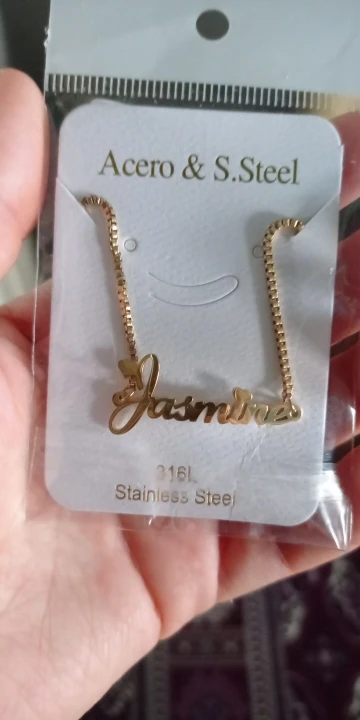 Acero & S.Steel
Jasmine
316L
Stainless Steel